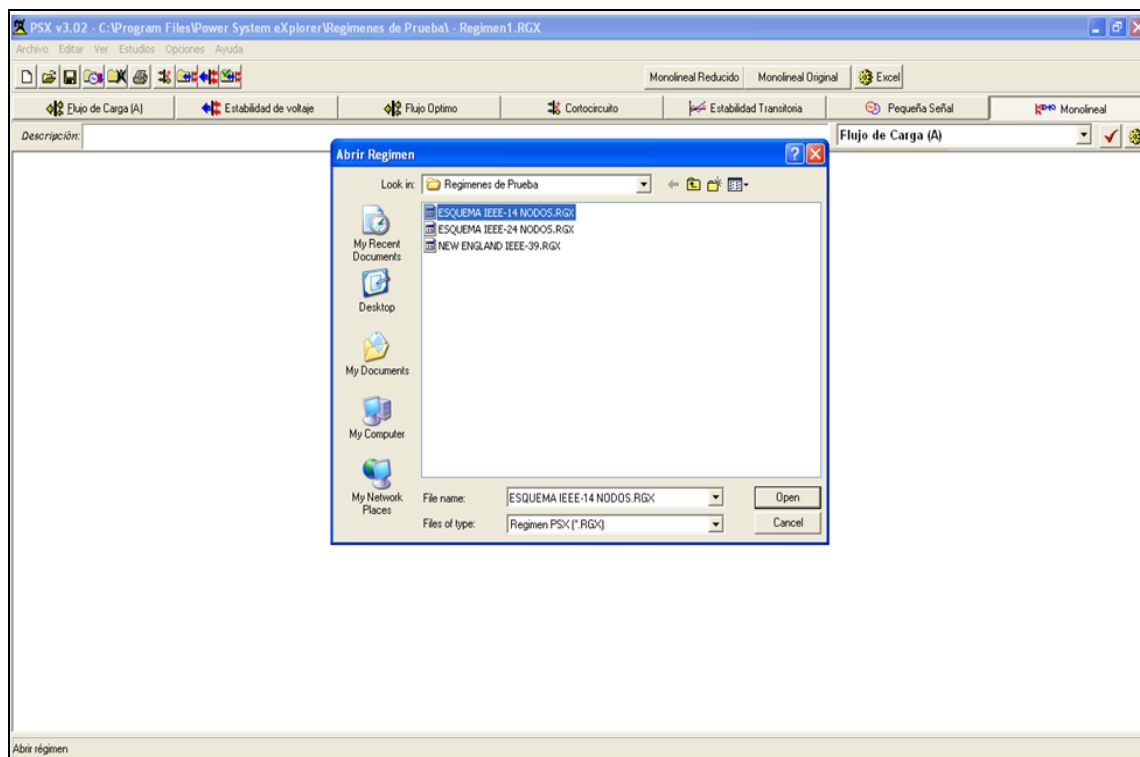 PSX v3.02 - C:\Program Files\Power System eXplorer\Regimenes de Prueba\ - Regimen1.RGX
Archivo Editar Ver Estudios Opciones Ayuda
Monolineal Reducido Monolineal Original Excel
Flujo de Carga (A) Estabilidad de voltaje Flujo Optimo Cortocircuito Estabilidad Transitoria Pequeña Señal Monolineal
Descripción: Flujo de Carga (A)
Abrir Regimen
Look in: Regimenes de Prueba
ESQUEMA IEEE-14 NODOS.RGX
ESQUEMA IEEE-24 NODOS.RGX
NEW ENGLAND IEEE-39.RGX
My Recent
Documents
Desktop
My Documents
My Computer
My Network
Places
File name: ESQUEMA IEEE-14 NODOS.RGX Open
Files of type: Regimen PSX (*.RGX) Cancel
Abrir régimen